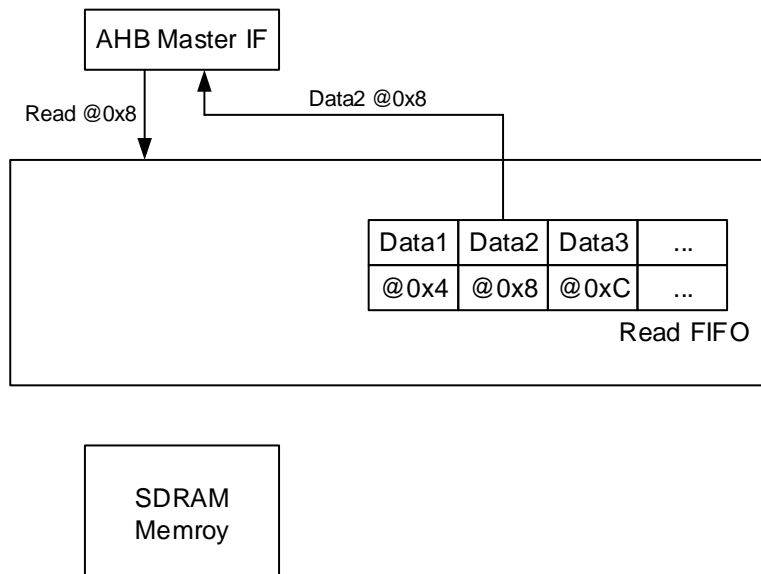 AHB Master IF
Read @0x8
Data2 @0x8
Data1 Data2 Data3 ...
@0x4 @0x8 @0xC ...
Read FIFO
SDRAM
Memroy